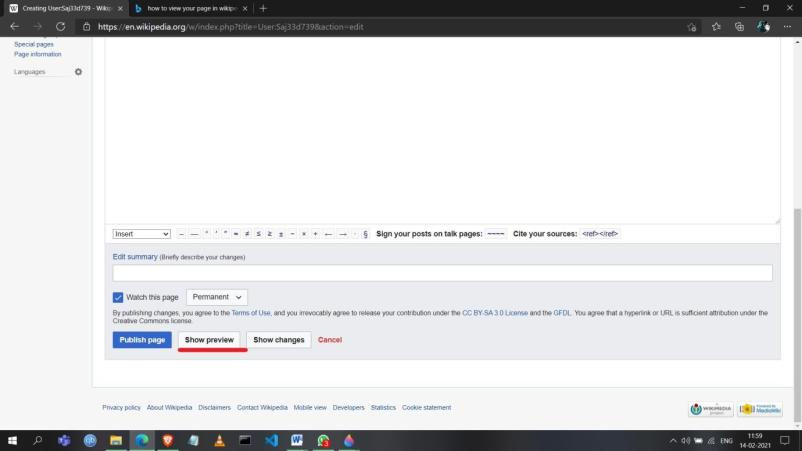 Creating User:Saj33d739 - Wikip
how to view your page in wikipe
https://en.wikipedia.org/w/index.php?title=User:Saj33d739&action=edit
Special pages
Page information
Languages
Insert – — ° ′ ″ ≈ ≠ ≤ ≥ ± − × ÷ ← → · § Sign your posts on talk pages: ~~~~ Cite your sources: <ref></ref>
Edit summary (Briefly describe your changes)
Watch this page Permanent
By publishing changes, you agree to the Terms of Use, and you irrevocably agree to release your contribution under the CC BY-SA 3.0 License and the GFDL. You agree that a hyperlink or URL is sufficient attribution under the
Creative Commons license.
Publish page Show preview Show changes Cancel
Privacy policy About Wikipedia Disclaimers Contact Wikipedia Mobile view Developers Statistics Cookie statement
WIKIMEDIA project
Powered By MediaWiki
ENG
11:59
14-02-2021